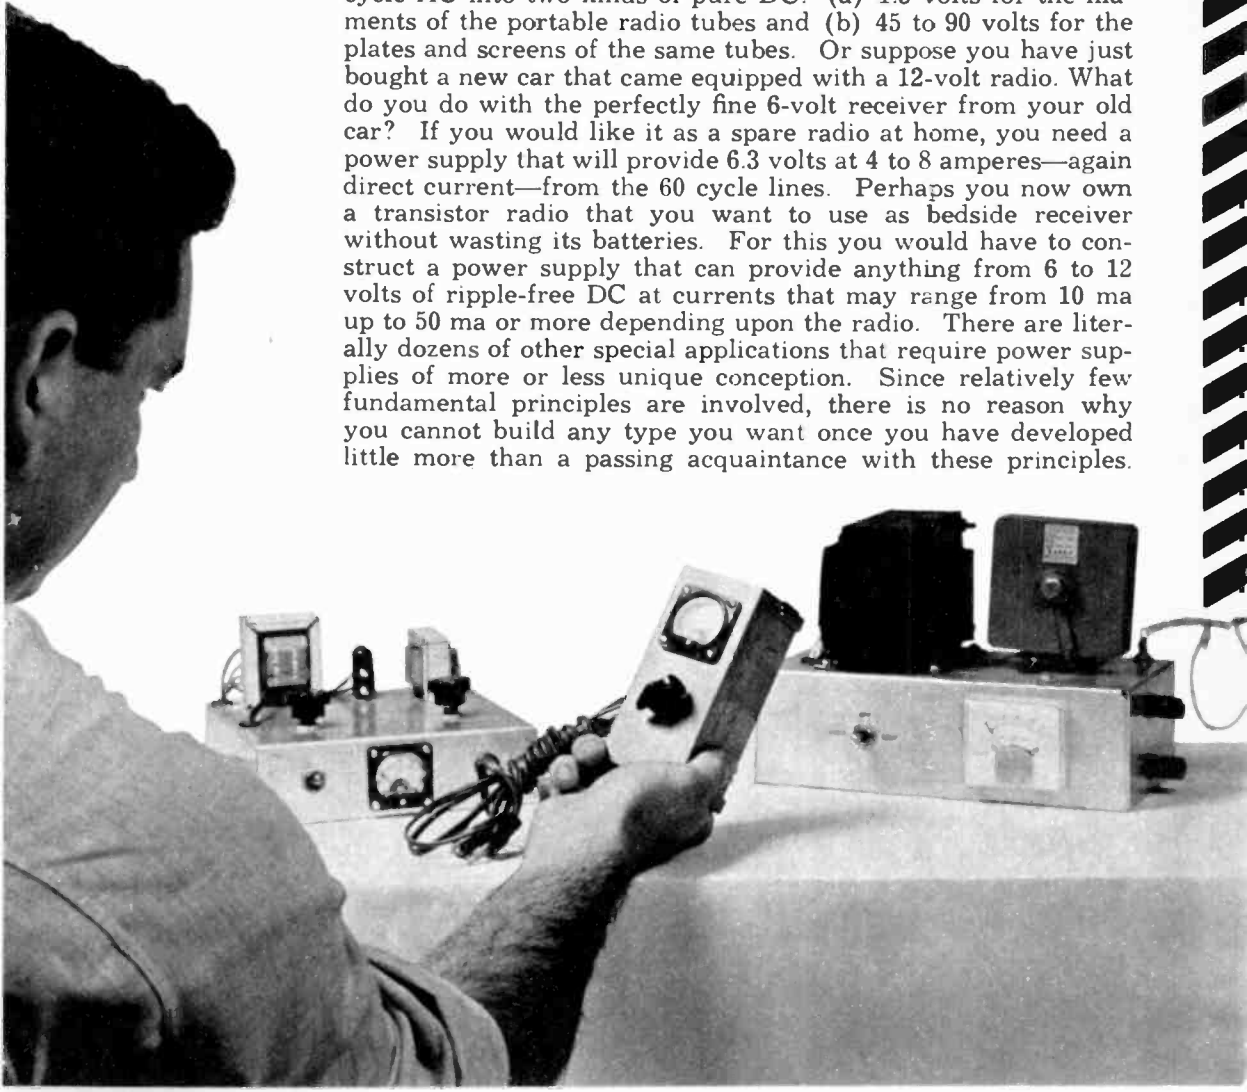 ments of the portable radio tubes and (b) 45 to 90 volts for the
plates and screens of the same tubes. Or suppose you have just
bought a new car that came equipped with a 12-volt radio. What
do you do with the perfectly fine 6-volt receiver from your old
car? If you would like it as a spare radio at home, you need a
power supply that will provide 6.3 volts at 4 to 8 amperes—again
direct current—from the 60 cycle lines. Perhaps you now own
a transistor radio that you want to use as bedside receiver
without wasting its batteries. For this you would have to con-
struct a power supply that can provide anything from 6 to 12
volts of ripple-free DC at currents that may range from 10 ma
up to 50 ma or more depending upon the radio. There are liter-
ally dozens of other special applications that require power sup-
plies of more or less unique conception. Since relatively few
fundamental principles are involved, there is no reason why
you cannot build any type you want once you have developed
little more than a passing acquaintance with these principles.